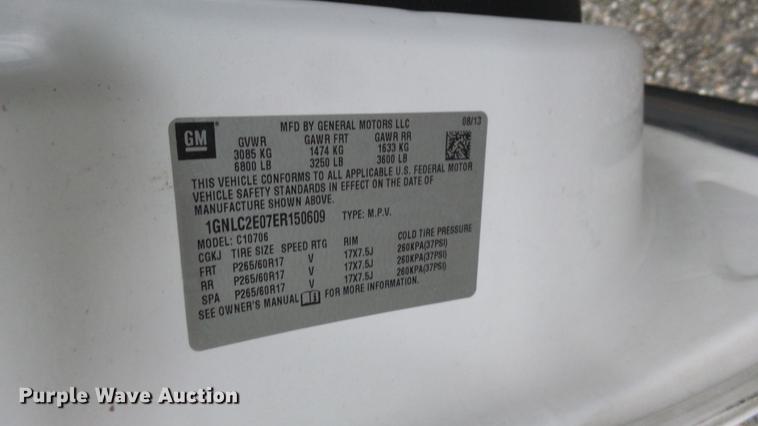 GM
MFD BY GENERAL MOTORS LLC 08/13
GVWR GAWR FRT GAWR RR
3085 KG 1474 KG 1633 KG
6800 LB 3250 LB 3600 LB
THIS VEHICLE CONFORMS TO ALL APPLICABLE U.S. FEDERAL MOTOR
VEHICLE SAFETY STANDARDS IN EFFECT ON THE DATE OF
MANUFACTURE SHOWN ABOVE.
1GNLC2E07ER150609 TYPE: M.P.V.
MODEL: C10706
CGKJ TIRE SIZE SPEED RTG RIM COLD TIRE PRESSURE
FRT P265/60R17 V 17X7.5J 260KPA(37PSI)
RR P265/60R17 V 17X7.5J 260KPA(37PSI)
SPA P265/60R17 V 17X7.5J 260KPA(37PSI)
SEE OWNER'S MANUAL FOR MORE INFORMATION.
Purple Wave Auction